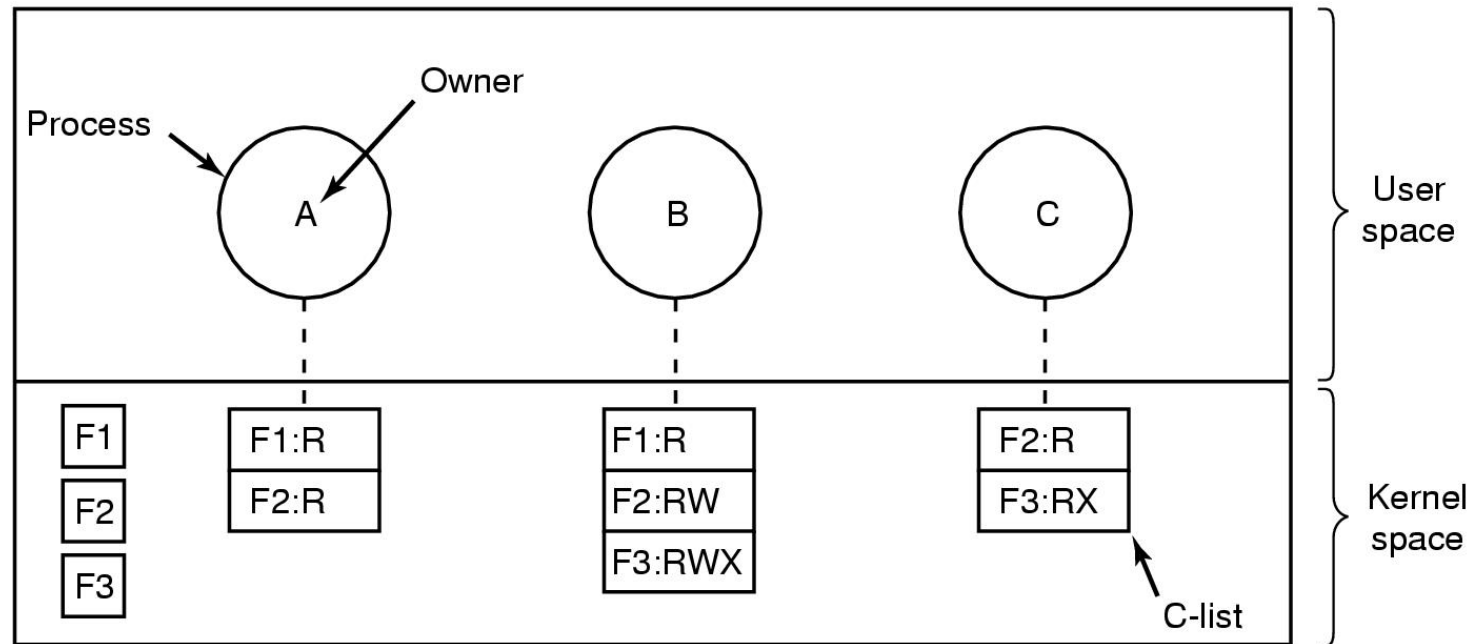 Owner
Process
A
B
C
User
space
F1
F2
F3
F1:R
F2:R
F1:R
F2:RW
F3:RWX
F2:R
F3:RX
C-list
Kernel
space